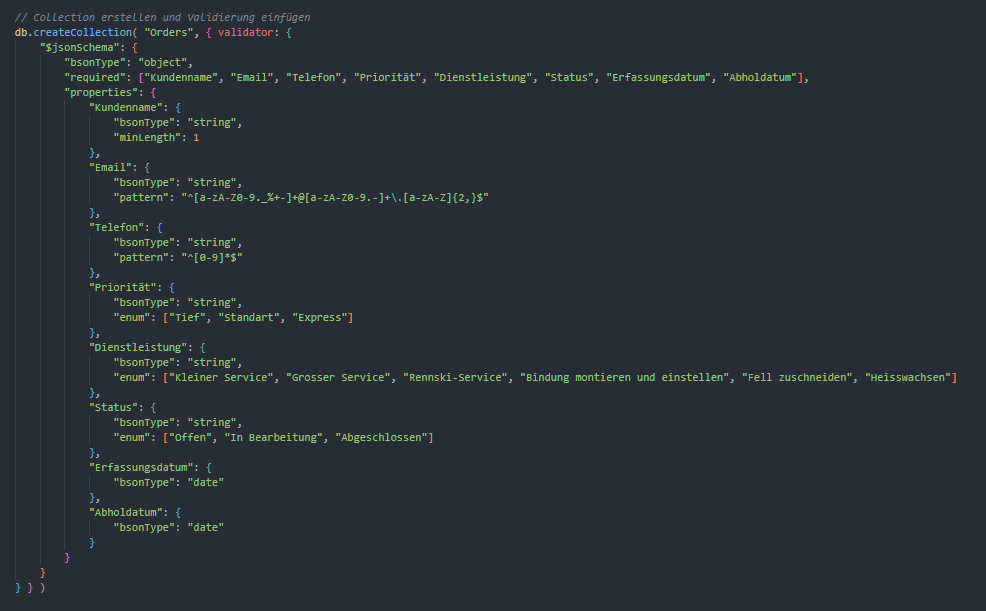 // Collection erstellen und Validierung einfügen
db.createCollection( "Orders", { validator: {
    "$jsonSchema": {
        "bsonType": "object",
        "required": ["Kundenname", "Email", "Telefon", "Priorität", "Dienstleistung", "Status", "Erfassungsdatum", "Abholdatum"],
        "properties": {
            "Kundenname": {
                "bsonType": "string",
                "minLength": 1
            },
            "Email": {
                "bsonType": "string",
                "pattern": "^[a-zA-Z0-9._%+-]+@[a-zA-Z0-9.-]+\.[a-zA-Z]{2,}$"
            },
            "Telefon": {
                "bsonType": "string",
                "pattern": "^[0-9]*$"
            },
            "Priorität": {
                "bsonType": "string",
                "enum": ["Tief", "Standart", "Express"]
            },
            "Dienstleistung": {
                "bsonType": "string",
                "enum": ["Kleiner Service", "Grosser Service", "Rennski-Service", "Bindung montieren und einstellen", "Fell zuschneiden", "Heisswachsen"]
            },
            "Status": {
                "bsonType": "string",
                "enum": ["Offen", "In Bearbeitung", "Abgeschlossen"]
            },
            "Erfassungsdatum": {
                "bsonType": "date"
            },
            "Abholdatum": {
                "bsonType": "date"
            }
        }
    }
} } )